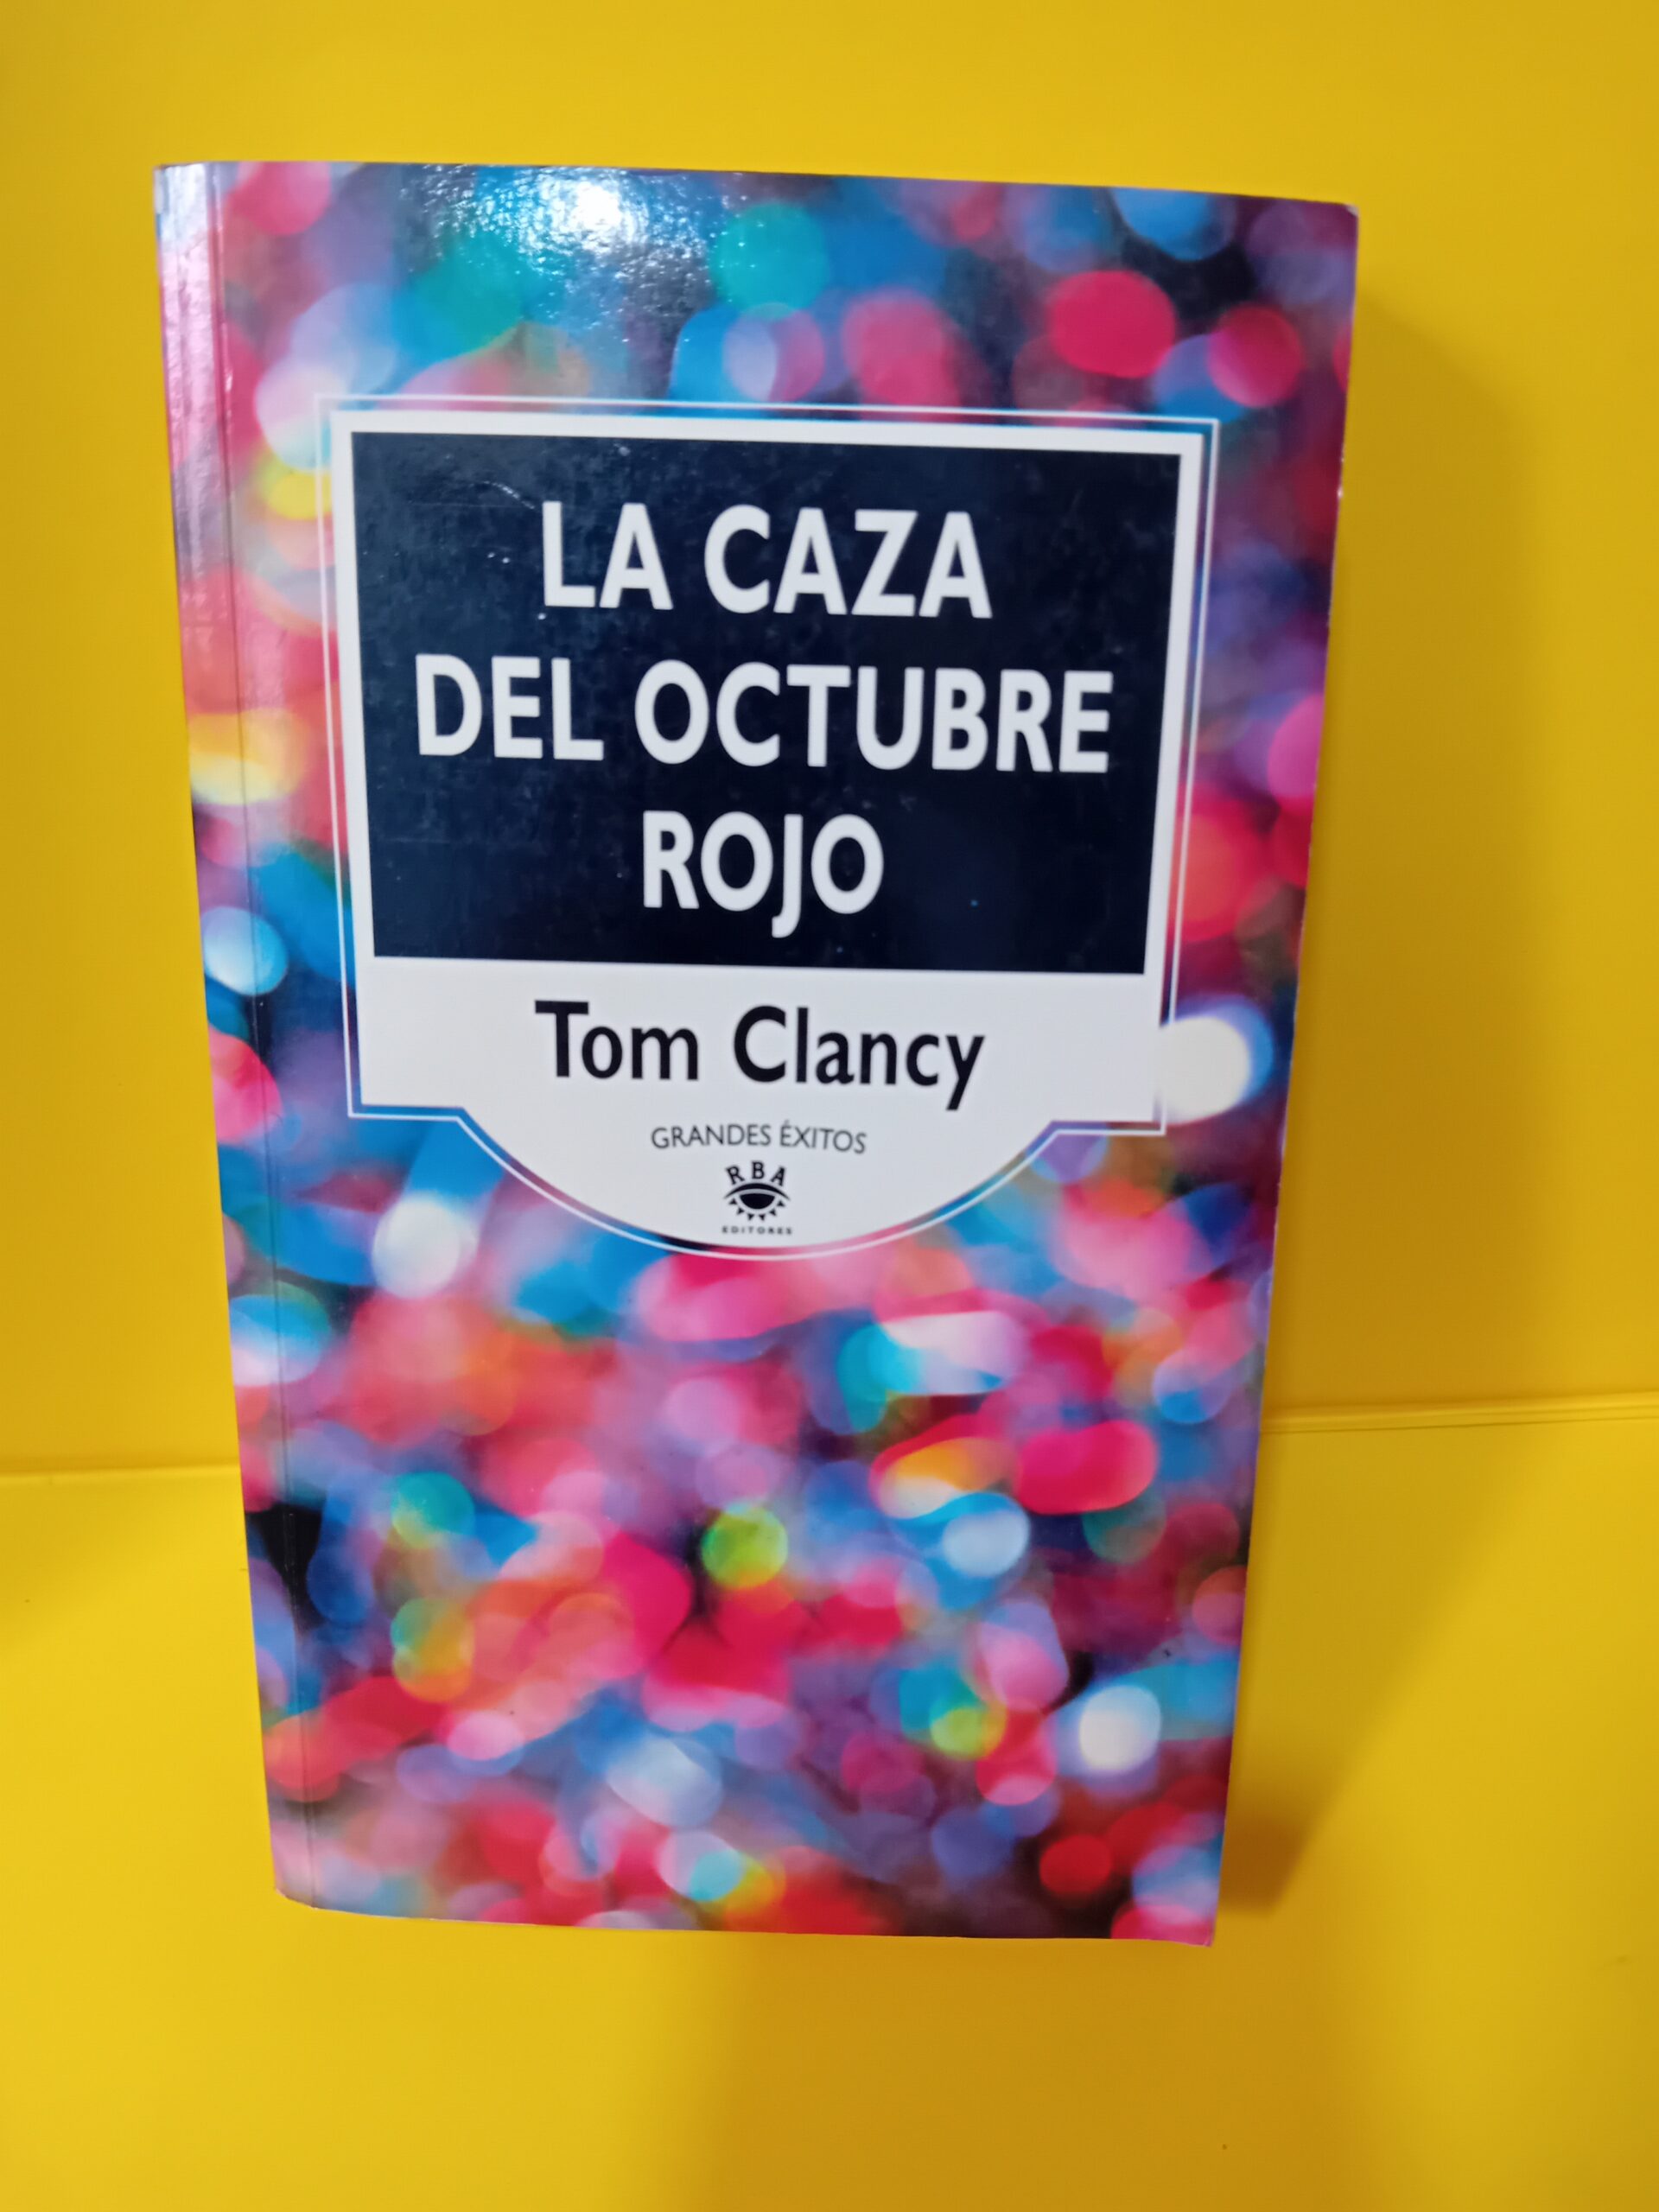 LA CAZA
DEL OCTUBRE
ROJO
Tom Clancy
GRANDES ÉXITOS
RBA
EDITORES